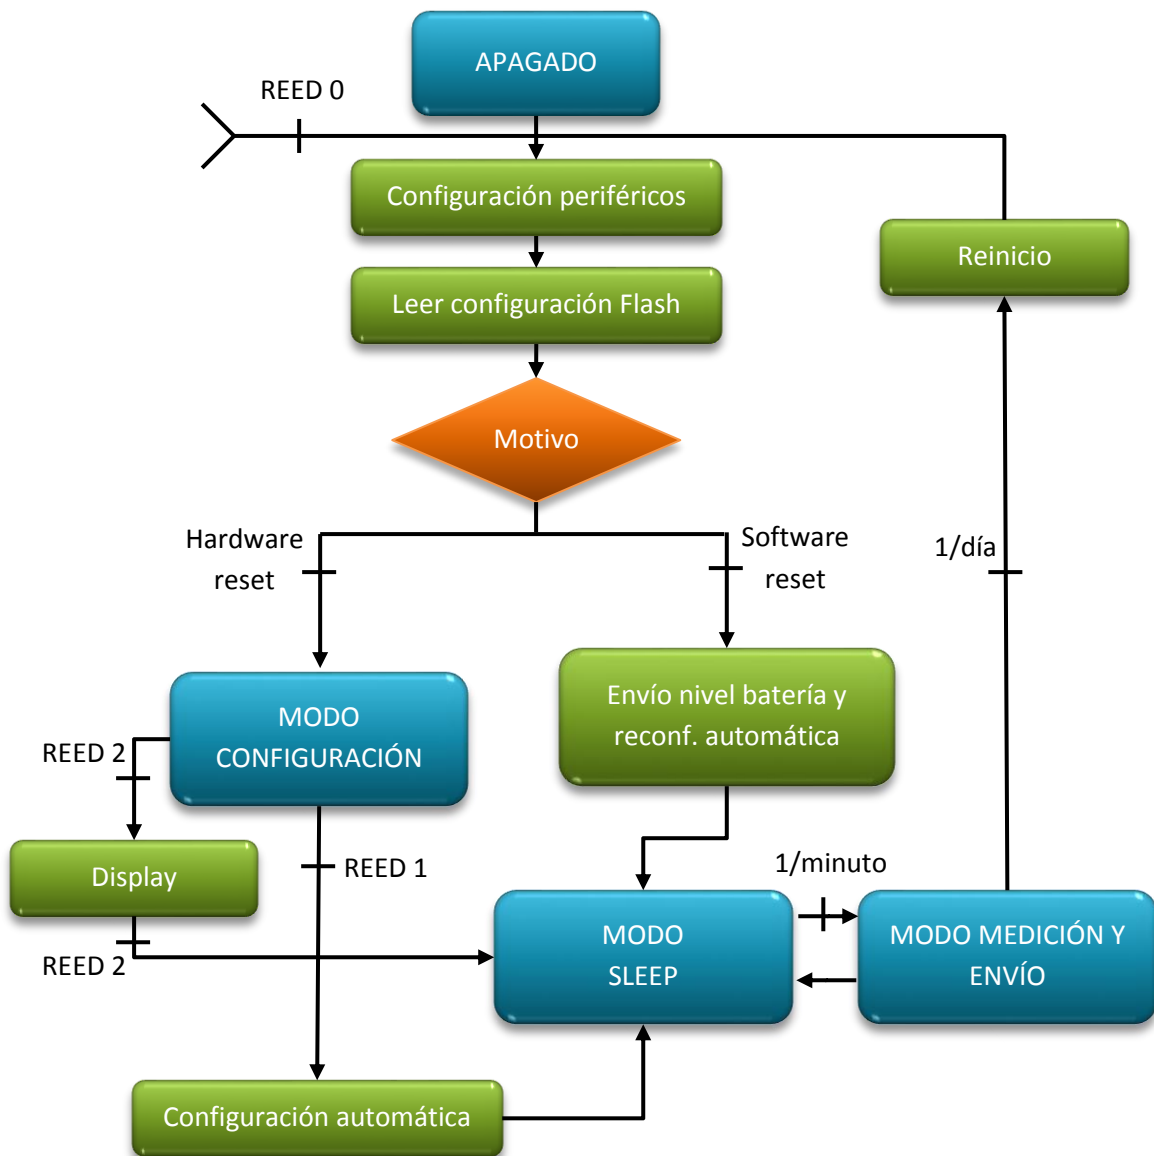 APAGADO
REED 0
Configuración periféricos
Reinicio
Leer configuración Flash
Motivo
Hardware
reset
Software
reset
1/día
MODO
CONFIGURACIÓN
Envío nivel batería y
reconf. automática
REED 2
Display
REED 1
1/minuto
REED 2
MODO
SLEEP
MODO MEDICIÓN Y
ENVÍO
Configuración automática